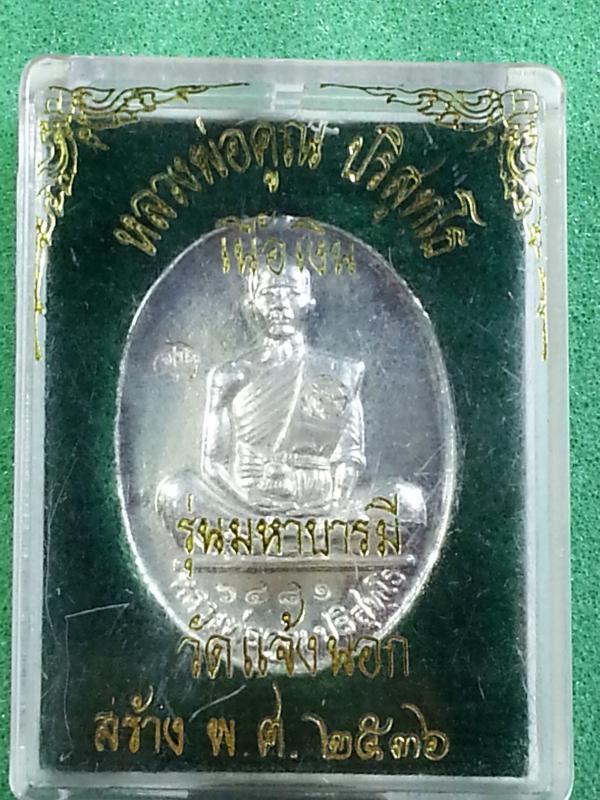 หลวงพ่อคูณ ปริสุทโธ
เนื้อเงิน
รุ่นมหาบารมี
๖๔๘๑
วัดแจ้งนอก
สร้าง พ.ศ. ๒๕๓๖